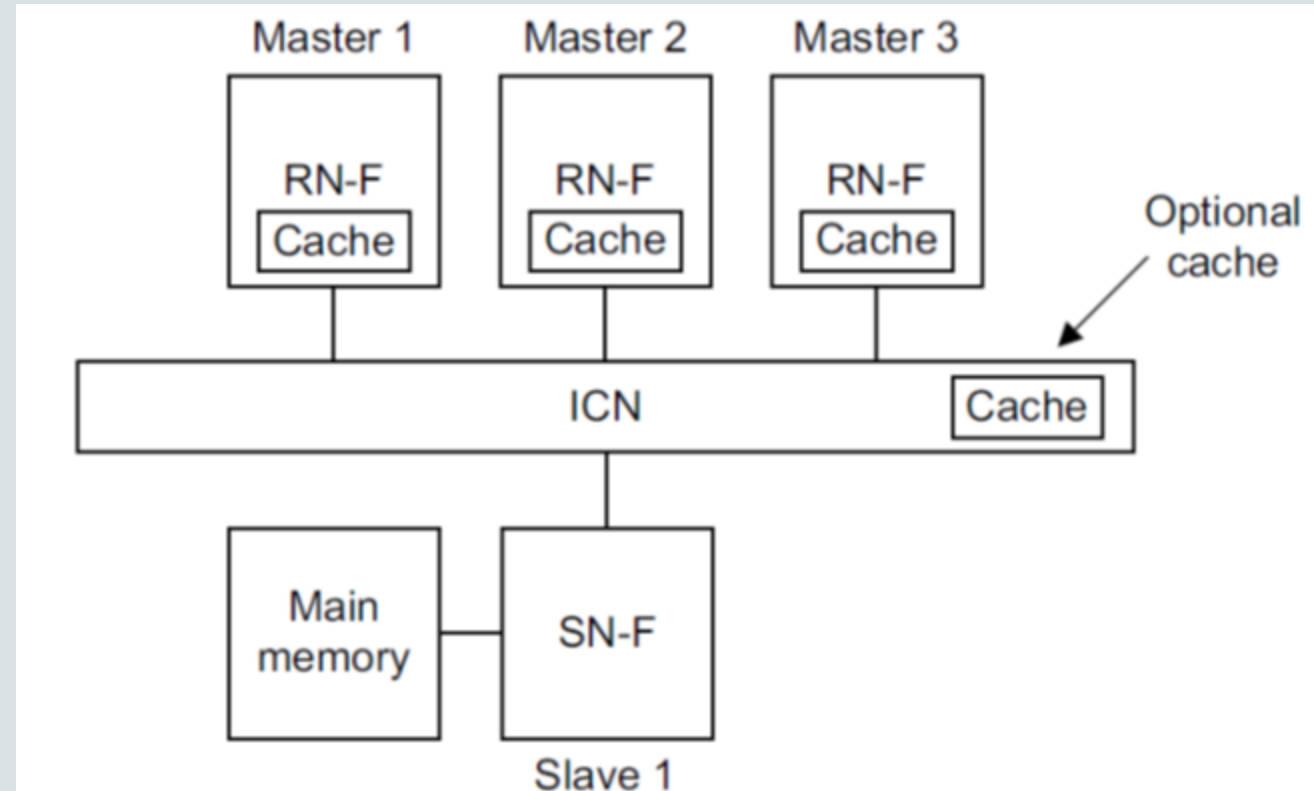 Master 1
Master 2
Master 3
RN-F
RN-F
RN-F
Cache
Cache
Cache
Optional
cache
ICN
Cache
Main
memory
SN-F
Slave 1